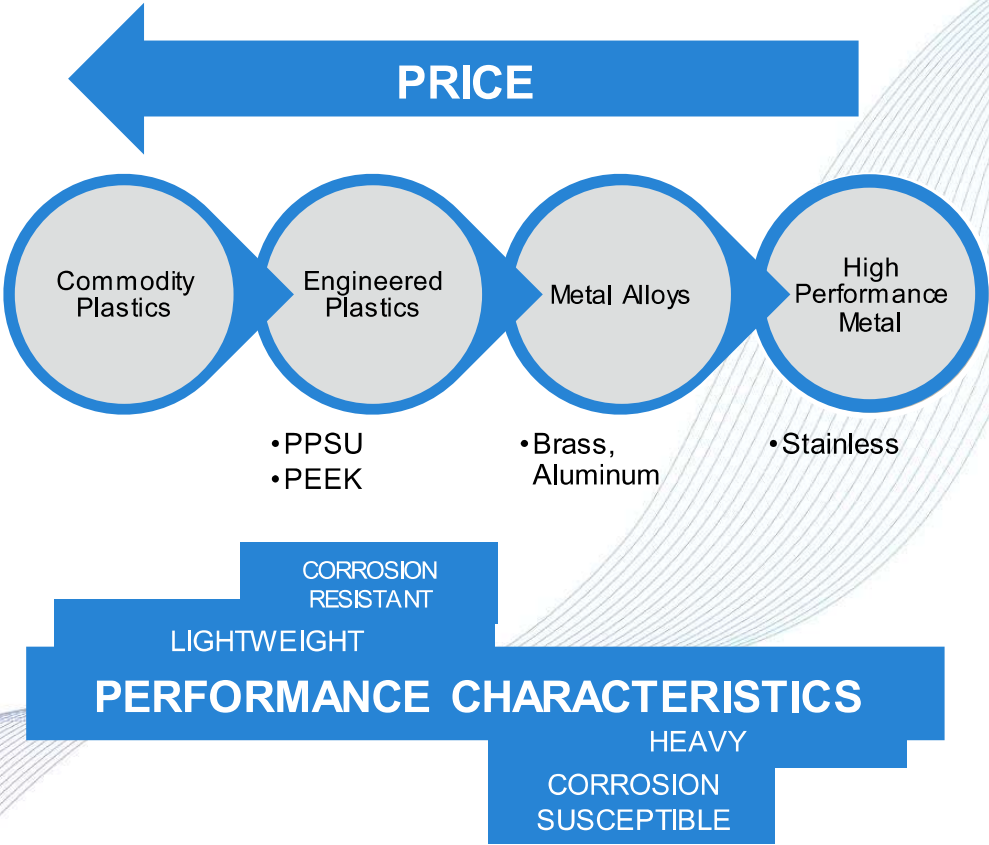 PRICE
Commodity
Plastics
Engineered
Plastics
Metal Alloys
High
Performance
Metal
•PPSU
•PEEK
•Brass,
Aluminum
•Stainless
CORROSION
RESISTANT
LIGHTWEIGHT
PERFORMANCE CHARACTERISTICS
HEAVY
CORROSION
SUSCEPTIBLE